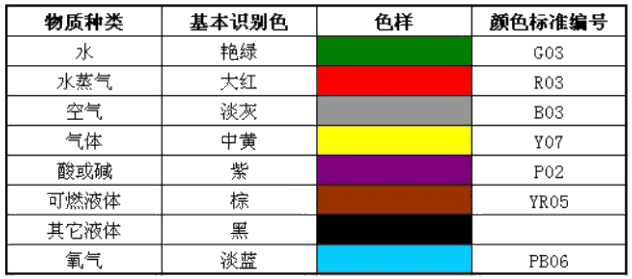 物质种类 基本识别色 色样 颜色标准编号
水 艳绿 G03
水蒸气 大红 R03
空气 淡灰 B03
气体 中黄 Y07
酸或碱 紫 P02
可燃液体 棕 YR05
其它液体 黑
氧气 淡蓝 PB06